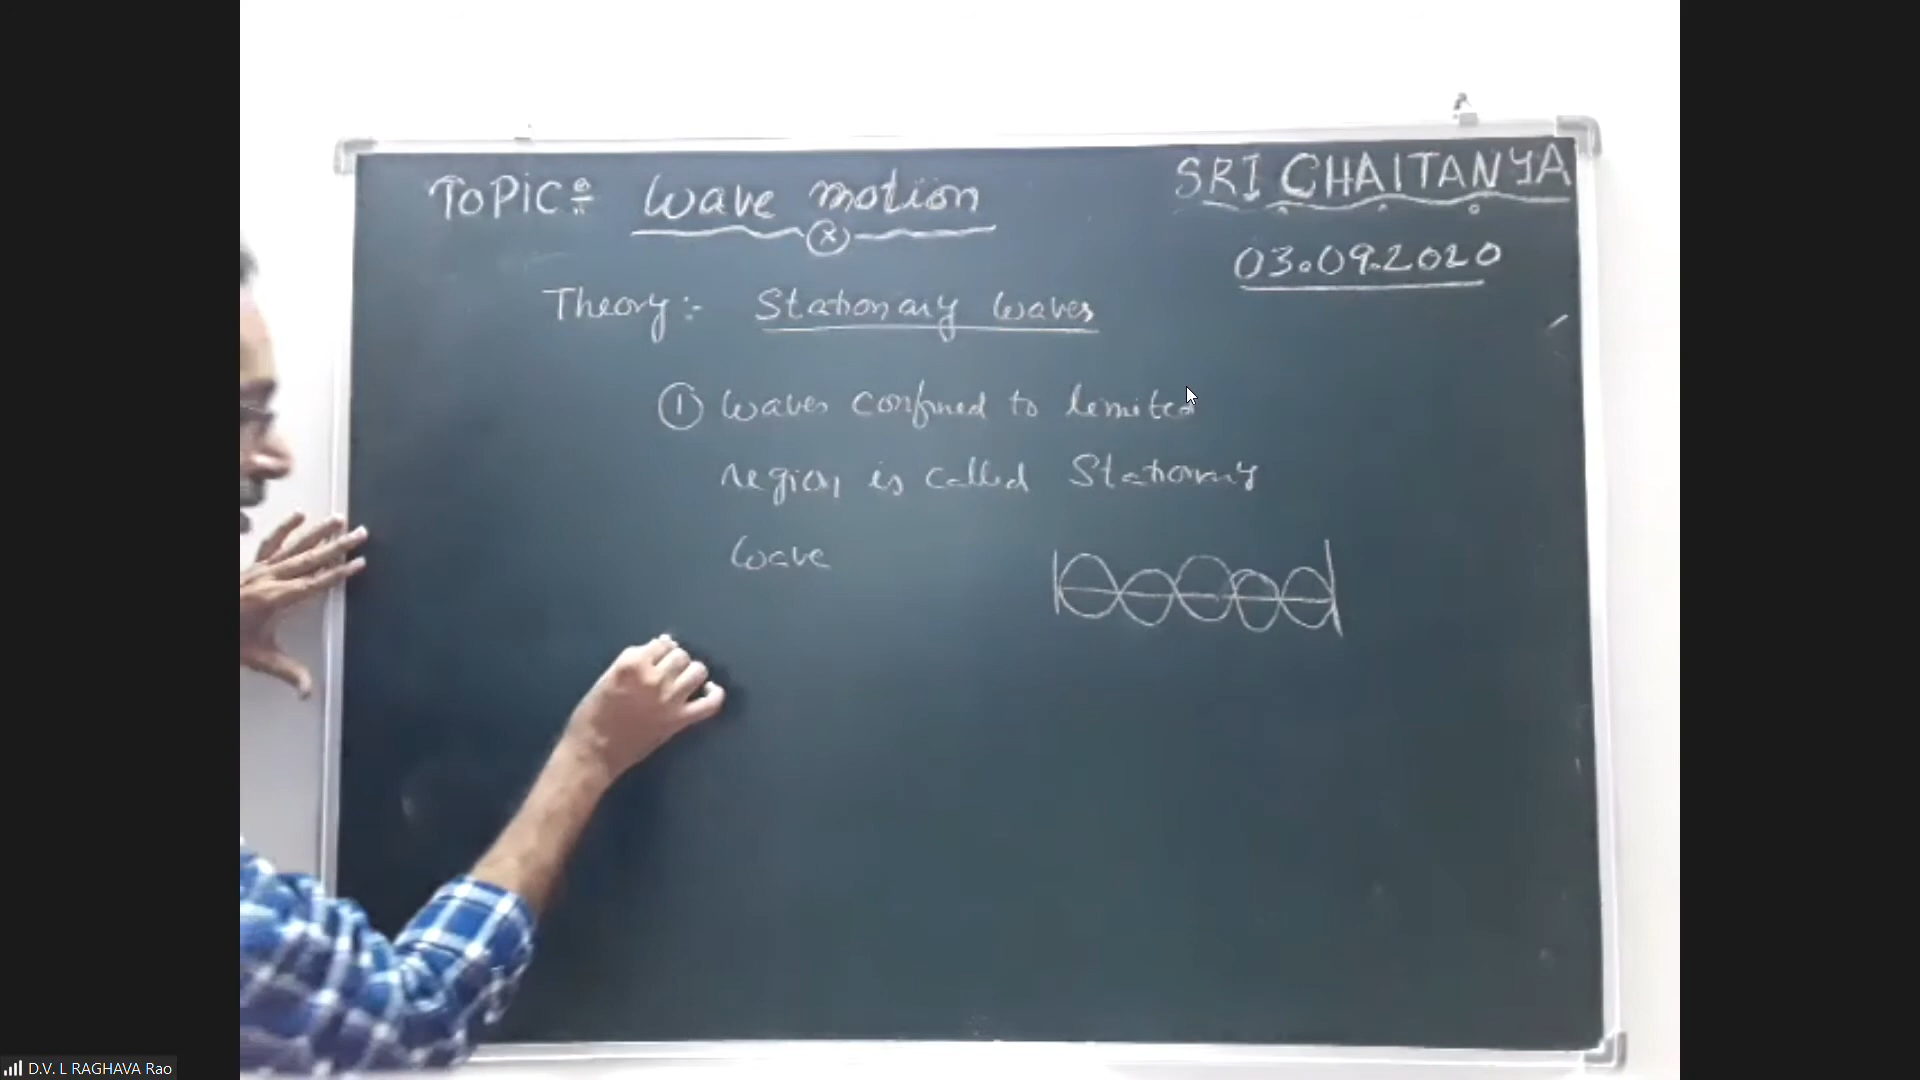 TOPIC:- Wave motion
SRI CHAITANYA
03.09.2020
Theory:- Stationary Waves
① Waves confined to limited
region is called Stationary
Wave
D.V. L RAGHAVA Rao